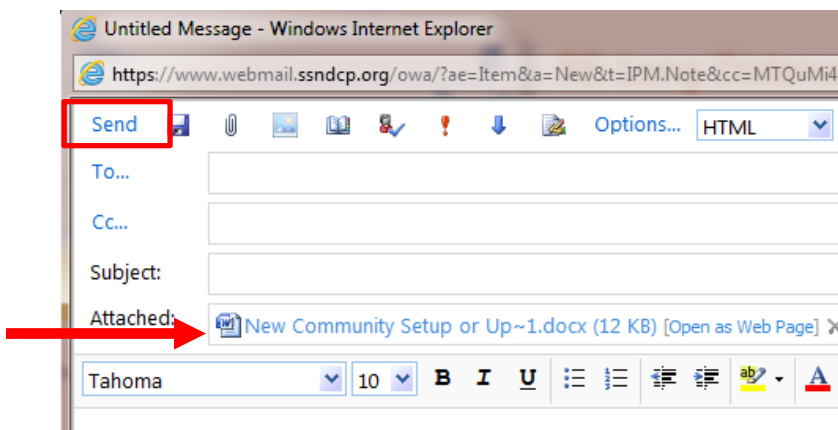 Untitled Message - Windows Internet Explorer
https://www.webmail.ssndcp.org/owa/?ae=Item&a=New&t=IPM.Note&cc=MTQuMi4
Send Options... HTML
To...
Cc...
Subject:
Attached: New Community Setup or Up~1.docx (12 KB) [Open as Web Page]
Tahoma 10 B I U ab A